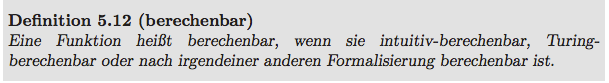 Definition 5.12 (berechenbar)
Eine Funktion heißt berechenbar, wenn sie intuitiv-berechenbar, Turing-
berechenbar oder nach irgendeiner anderen Formalisierung berechenbar ist.